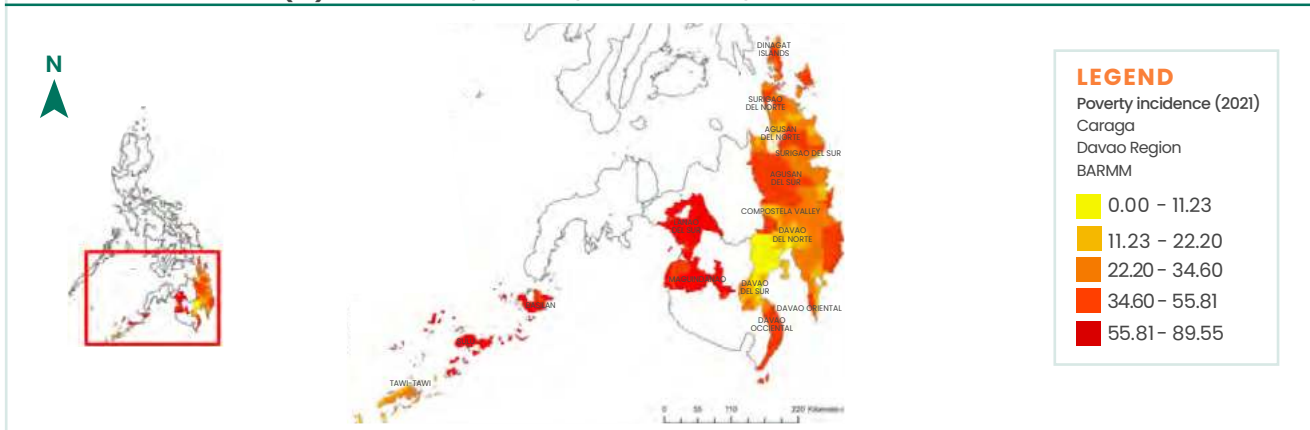 N
DINAGAT
ISLANDS
SURIGAO
DEL NORTE
AGUSAN
DEL NORTE
SURIGAO DEL SUR
AGUSAN
DEL SUR
COMPOSTELA VALLEY
DAVAO
DEL NORTE
DAVAO
DEL SUR
DAVAO ORIENTAL
DAVAO
OCCIENTAL
TAWI-TAWI
0 55 110 220 Kilometers
LEGEND
Poverty incidence (2021)
Caraga
Davao Region
BARMM
0.00 - 11.23
11.23 - 22.20
22.20 - 34.60
34.60 - 55.81
55.81 - 89.55